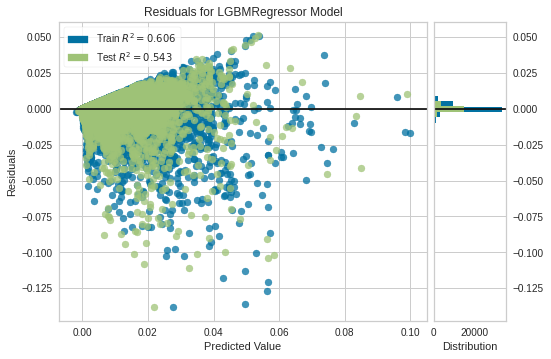 Residuals for LGBMRegressor Model
Train R² = 0.606
Test R² = 0.543
0.050
0.025
0.000
−0.025
−0.050
−0.075
−0.100
−0.125
Residuals
0.00 0.02 0.04 0.06 0.08 0.10
Predicted Value
0.050
0.025
0.000
−0.025
−0.050
−0.075
−0.100
−0.125
0 20000
Distribution